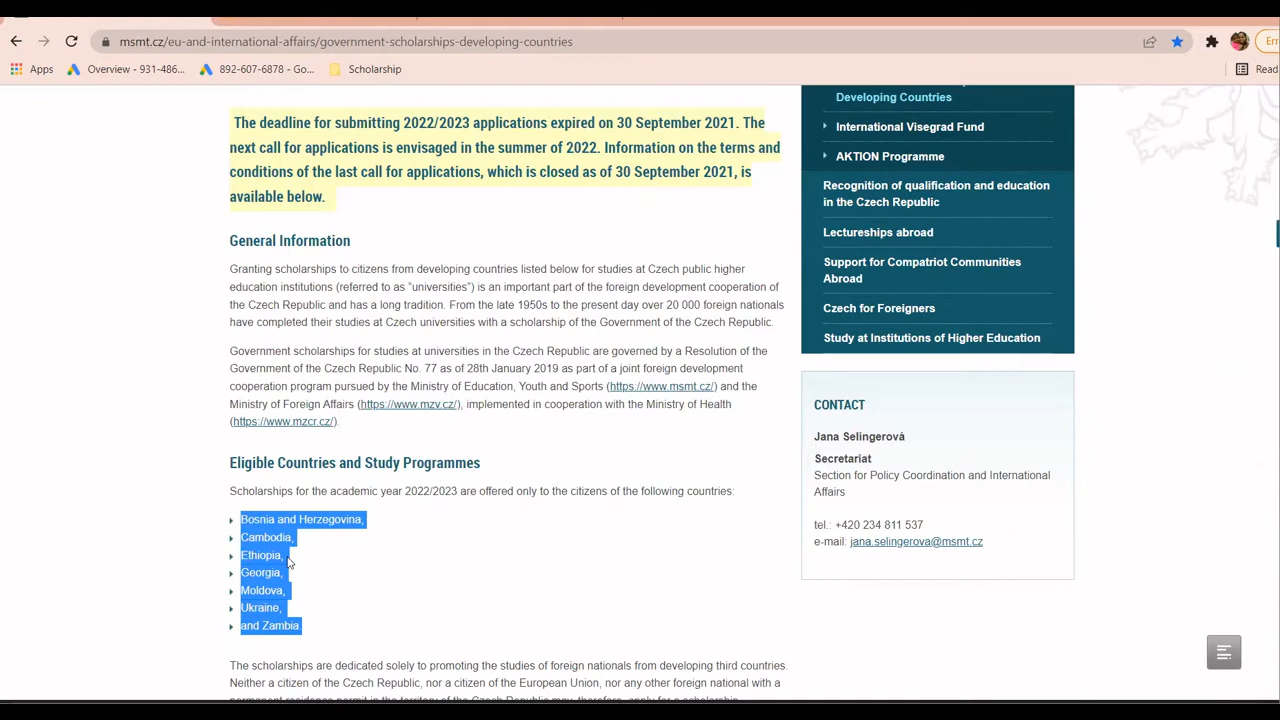 msmt.cz/eu-and-international-affairs/government-scholarships-developing-countries
Err
Apps
Overview - 931-486...
892-607-6878 - Go...
Scholarship
Read
The deadline for submitting 2022/2023 applications expired on 30 September 2021. The
next call for applications is envisaged in the summer of 2022. Information on the terms and
conditions of the last call for applications, which is closed as of 30 September 2021, is
available below.
General Information
Granting scholarships to citizens from developing countries listed below for studies at Czech public higher
education institutions (referred to as “universities”) is an important part of the foreign development cooperation of
the Czech Republic and has a long tradition. From the late 1950s to the present day over 20 000 foreign nationals
have completed their studies at Czech universities with a scholarship of the Government of the Czech Republic.
Government scholarships for studies at universities in the Czech Republic are governed by a Resolution of the
Government of the Czech Republic No. 77 as of 28th January 2019 as part of a joint foreign development
cooperation program pursued by the Ministry of Education, Youth and Sports (https://www.msmt.cz/) and the
Ministry of Foreign Affairs (https://www.mzv.cz/), implemented in cooperation with the Ministry of Health
(https://www.mzcr.cz/).
Eligible Countries and Study Programmes
Scholarships for the academic year 2022/2023 are offered only to the citizens of the following countries:
Bosnia and Herzegovina,
Cambodia,
Ethiopia,
Georgia,
Moldova,
Ukraine,
and Zambia.
The scholarships are dedicated solely to promoting the studies of foreign nationals from developing third countries.
Neither a citizen of the Czech Republic, nor a citizen of the European Union, nor any other foreign national with a
permanent residence permit in the territory of the Czech Republic may, therefore, apply for a scholarship
Developing Countries
International Visegrad Fund
AKTION Programme
Recognition of qualification and education
in the Czech Republic
Lectureships abroad
Support for Compatriot Communities
Abroad
Czech for Foreigners
Study at Institutions of Higher Education
CONTACT
Jana Selingerová
Secretariat
Section for Policy Coordination and International
Affairs
tel.: +420 234 811 537
e-mail: jana.selingerova@msmt.cz